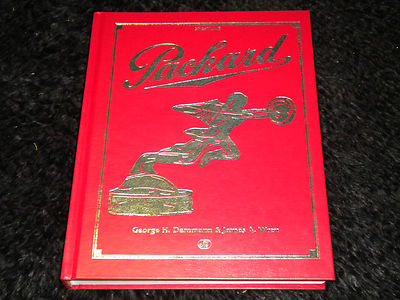 Packard
George H. Dammann & James A. Wren